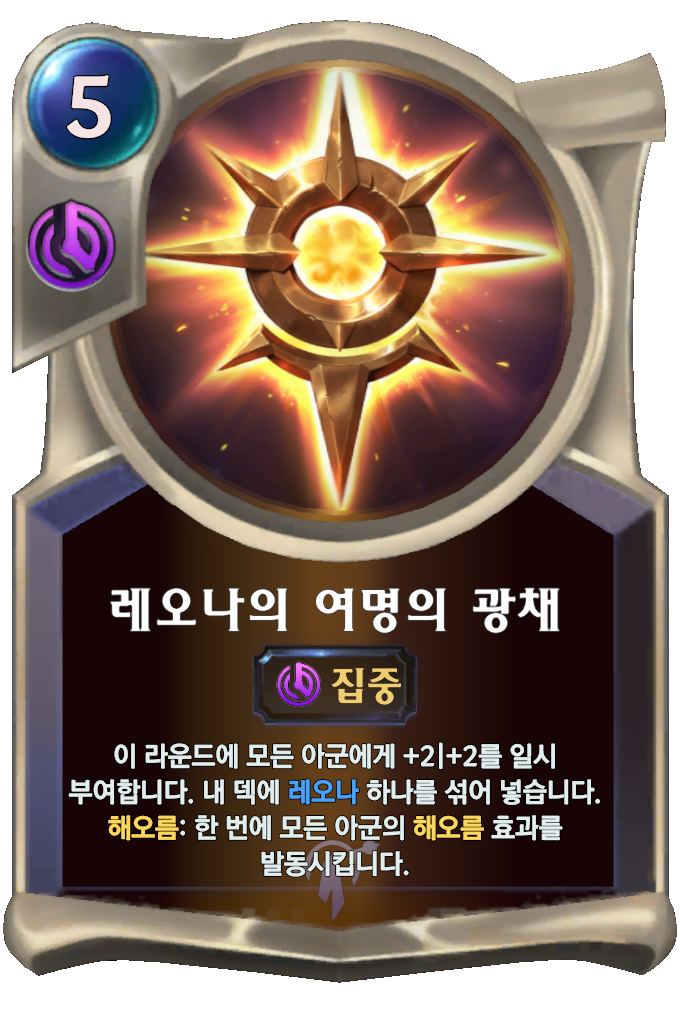 5
레오나의 여명의 광채
집중
이 라운드에 모든 아군에게 +2|+2를 일시
부여합니다. 내 덱에 레오나 하나를 섞어 넣습니다.
해오름: 한 번에 모든 아군의 해오름 효과를
발동시킵니다.